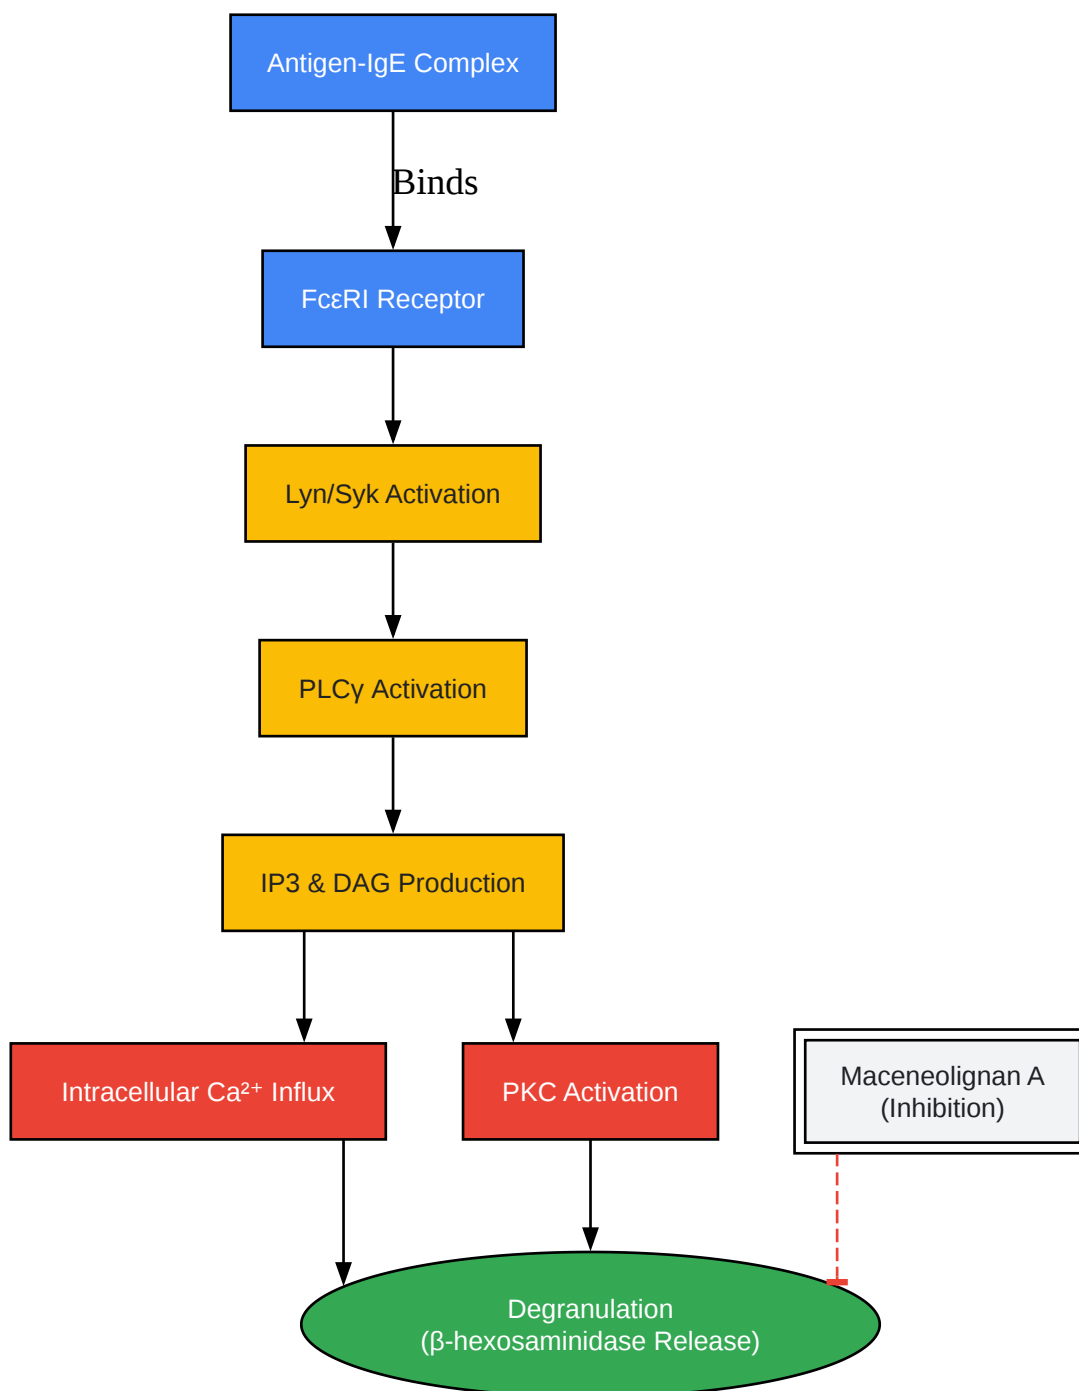 Antigen-IgE Complex
Binds
FcεRI Receptor
Lyn/Syk Activation
PLCγ Activation
IP3 & DAG Production
Intracellular Ca²⁺ Influx
PKC Activation
Maceneolignan A
(Inhibition)
Degranulation
(β-hexosaminidase Release)